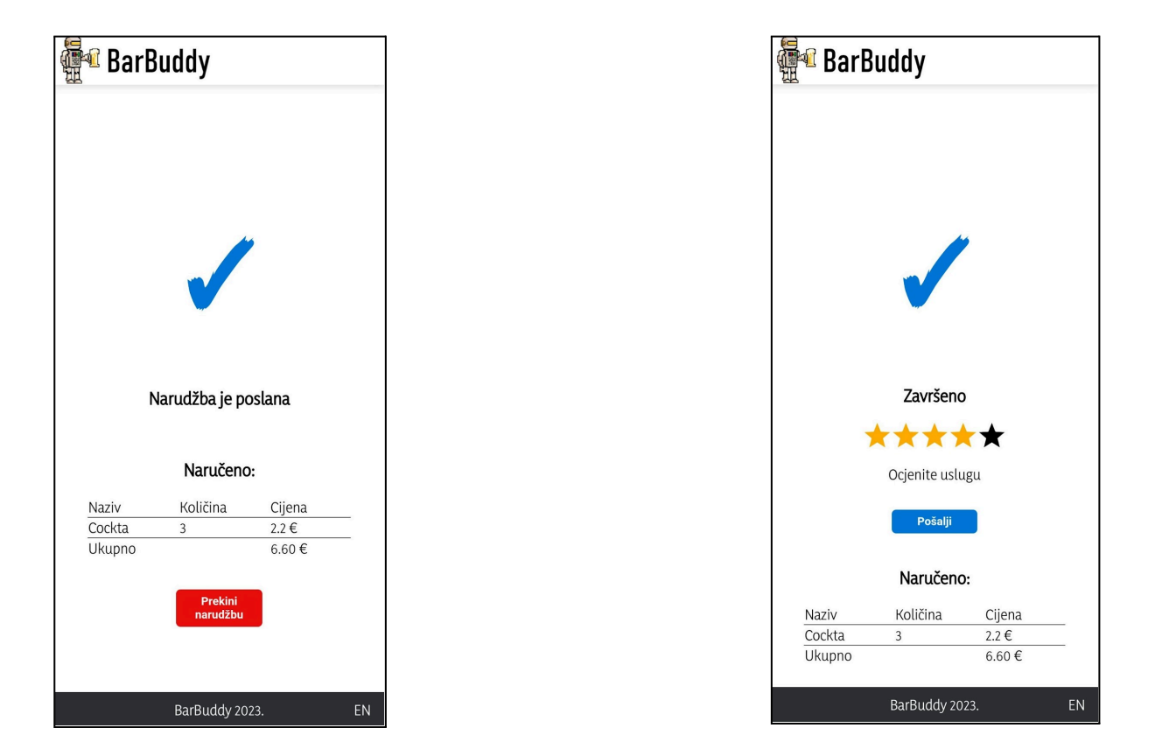 BarBuddy
Narudžba je poslana
Naručeno:
Naziv Količina Cijena
Cockta 3 2.2 €
Ukupno 6.60 €
Prekini
narudžbu
BarBuddy 2023. EN
BarBuddy
Završeno
Ocjenite uslugu
Pošalji
Naručeno:
Naziv Količina Cijena
Cockta 3 2.2 €
Ukupno 6.60 €
BarBuddy 2023. EN